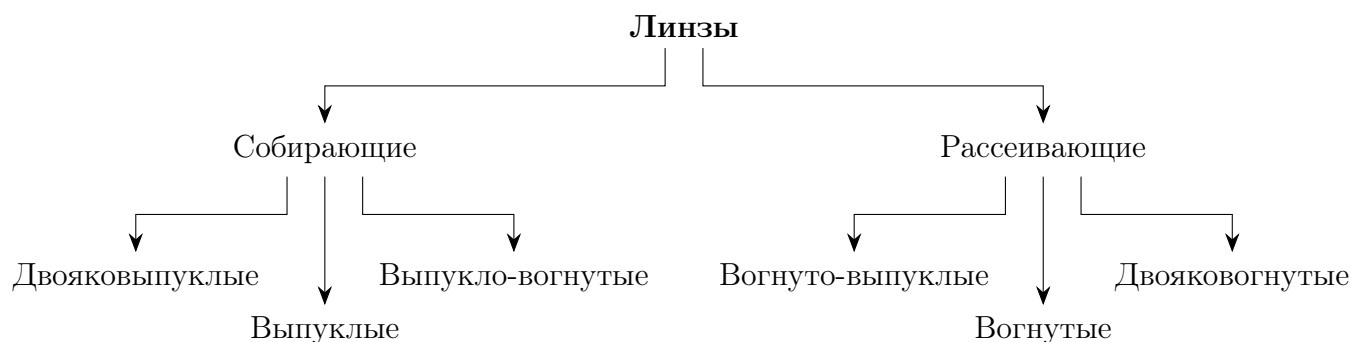 Линзы
Собирающие
Рассеивающие
Двояковыпуклые
Выпукло-вогнутые
Вогнуто-выпуклые
Двояковогнутые
Выпуклые
Вогнутые